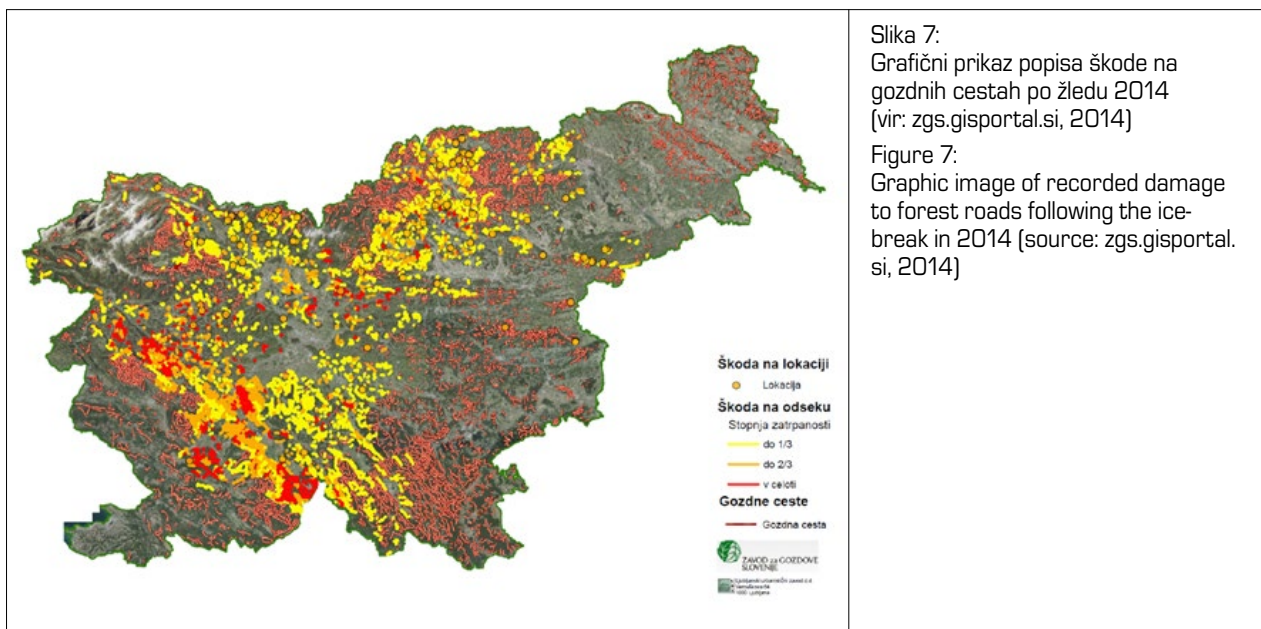 Slika 7:
Grafični prikaz popisa škode na
gozdnih cestah po žledu 2014
(vir: zgs.gisportal.si, 2014)
Figure 7:
Graphic image of recorded damage
to forest roads following the ice-
break in 2014 (source: zgs.gisportal.
si, 2014)
Škoda na lokaciji
Lokacija
Škoda na odseku
Stopnja zatrpanosti
do 1/3
do 2/3
v celoti
Gozdne ceste
Gozdna cesta
ZAVOD za GOZDOVE
SLOVENIJE